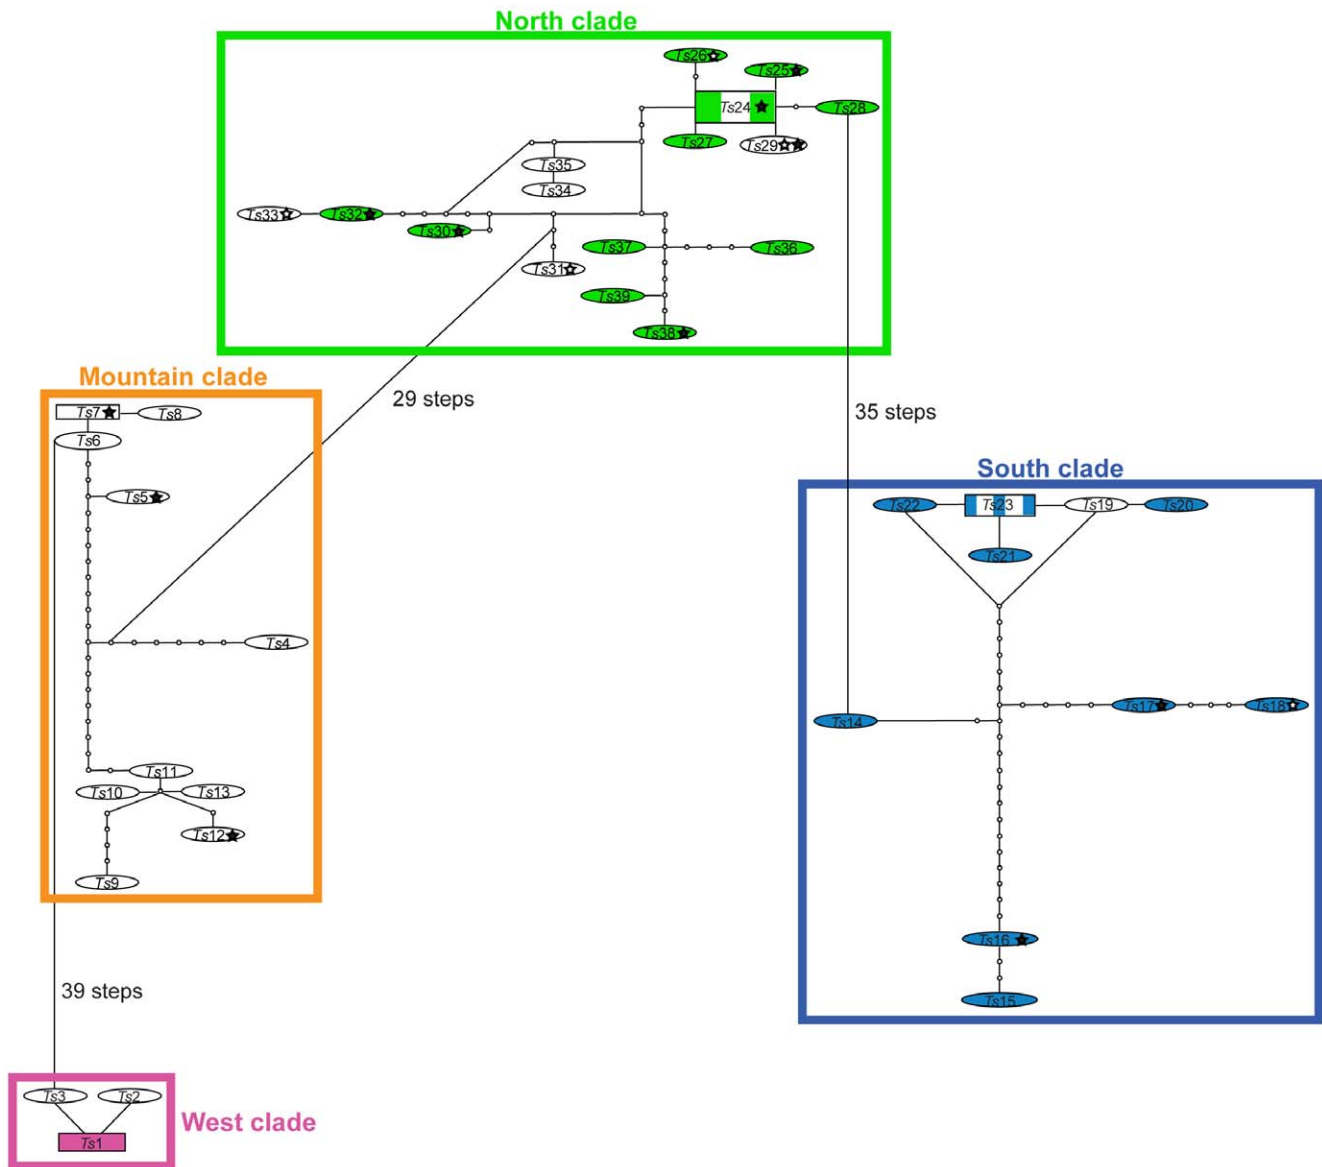 North clade
Ts26
Ts25
Ts24
Ts28
Ts27
Ts29
Ts35
Ts34
Ts33
Ts32
Ts30
Ts37
Ts36
Ts31
Ts39
Ts38
Mountain clade
29 steps
35 steps
Ts7
Ts8
Ts6
Ts5
South clade
Ts22
Ts23
Ts19
Ts20
Ts21
Ts4
Ts17
Ts18
Ts14
Ts11
Ts10
Ts13
Ts12
Ts9
Ts16
39 steps
Ts15
Ts3
Ts2
West clade
Ts1